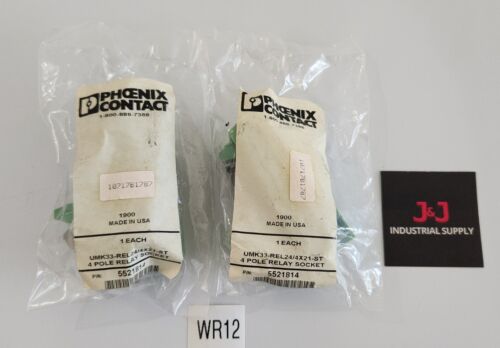 PHŒNIX
CONTACT
1-800-888-7388
1071761787
1900
MADE IN USA
1 EACH
UMK33-REL24/4X21-ST
4 POLE RELAY SOCKET
P/N: 5521814
PHŒNIX
CONTACT
1900
MADE IN USA
1 EACH
UMK33-REL24/4X21-ST
4 POLE RELAY SOCKET
P/N: 5521814
J&J
INDUSTRIAL SUPPLY
WR12